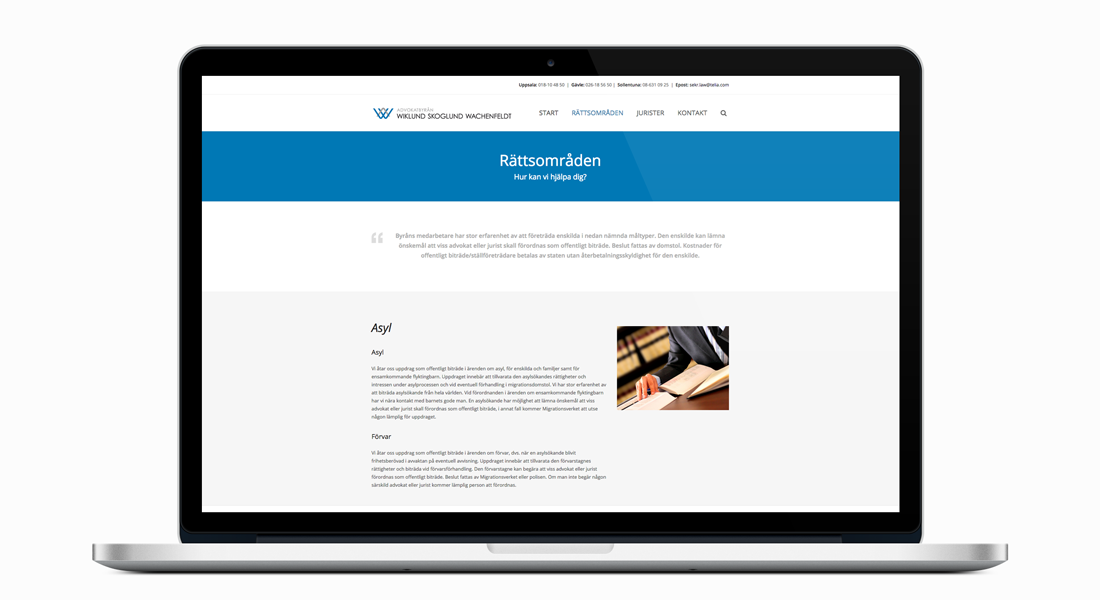 Uppsala: 018-10 48 50 | Gävle: 026-18 56 50 | Sollentuna: 08-631 09 25 | Epost: sekr.law@telia.com
ADVOKATBYRÅN
WIKLUND SKOGLUND WACHENFELDT
START RÄTTSOMRÅDEN JURISTER KONTAKT
Rättsområden
Hur kan vi hjälpa dig?
Byråns medarbetare har stor erfarenhet av att företräda enskilda i nedan nämnda måltyper. Den enskilde kan lämna
önskemål att viss advokat eller jurist skall förordnas som offentligt biträde. Beslut fattas av domstol. Kostnader för
offentligt biträde/ställföreträdare betalas av staten utan återbetalningsskyldighet för den enskilde.
Asyl
Asyl
Vi åtar oss uppdrag som offentligt biträde i ärenden om asyl, för enskilda och familjer samt för
ensamkommande flyktingbarn. Uppdraget innebär att tillvarata den asylsökandes rättigheter och
intressen under asylprocessen och vid eventuell förhandling i migrationsdomstol. Vi har stor erfarenhet av
att biträda asylsökande från hela världen. Vid förordnanden i ärenden om ensamkommande flyktingbarn
har vi nära kontakt med barnets gode man. En asylsökande har möjlighet att lämna önskemål att viss
advokat eller jurist skall förordnas som offentligt biträde, i annat fall kommer Migrationsverket att utse
någon lämplig för uppdraget.
Förvar
Vi åtar oss uppdrag som offentligt biträde i ärenden om förvar, dvs. när en asylsökande blivit
frihetsberövad i avvaktan på eventuell avvisning. Uppdraget innebär att tillvarata den förvarstagnes
rättigheter och biträda vid förvarsförhandling. Den förvarstagne kan begära att viss advokat eller jurist
förordnas som offentligt biträde. Beslut fattas av Migrationsverket eller polisen. Om man inte begär någon
särskild advokat eller jurist kommer lämplig person att förordnas.